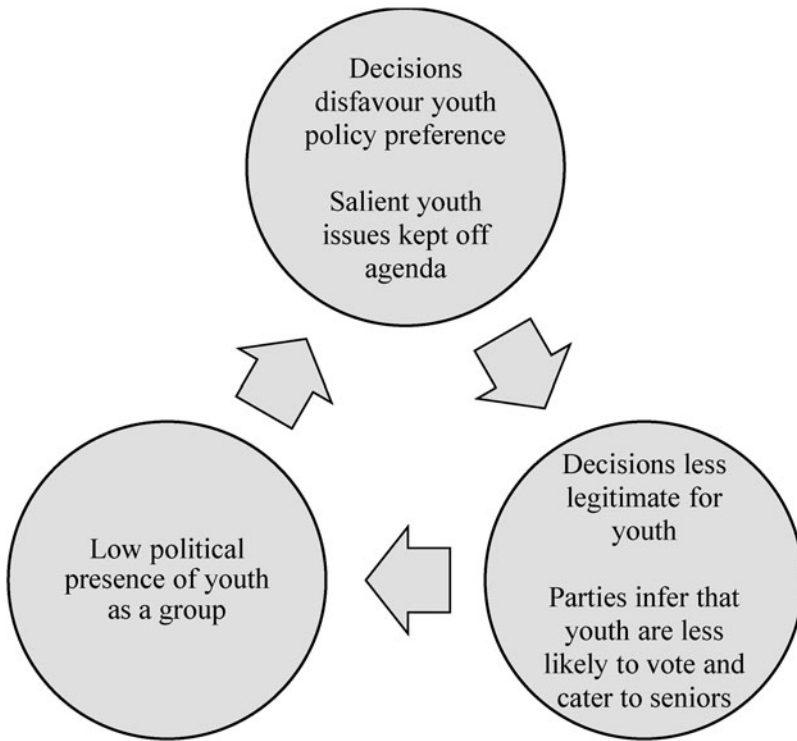 Decisions
disfavour youth
policy preference
Salient youth
issues kept off
agenda
Decisions less
legitimate for
youth
Parties infer that
youth are less
likely to vote and
cater to seniors
Low political
presence of youth
as a group